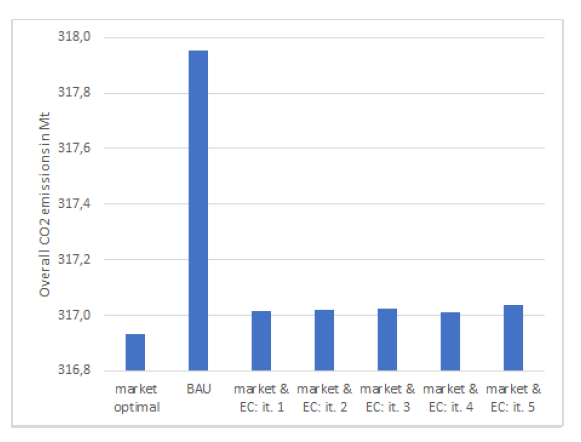 318,0
317,8
317,6
317,4
317,2
317,0
316,8
Overall CO2 emissions in Mt
market optimal
BAU
market & EC: it. 1
market & EC: it. 2
market & EC: it. 3
market & EC: it. 4
market & EC: it. 5